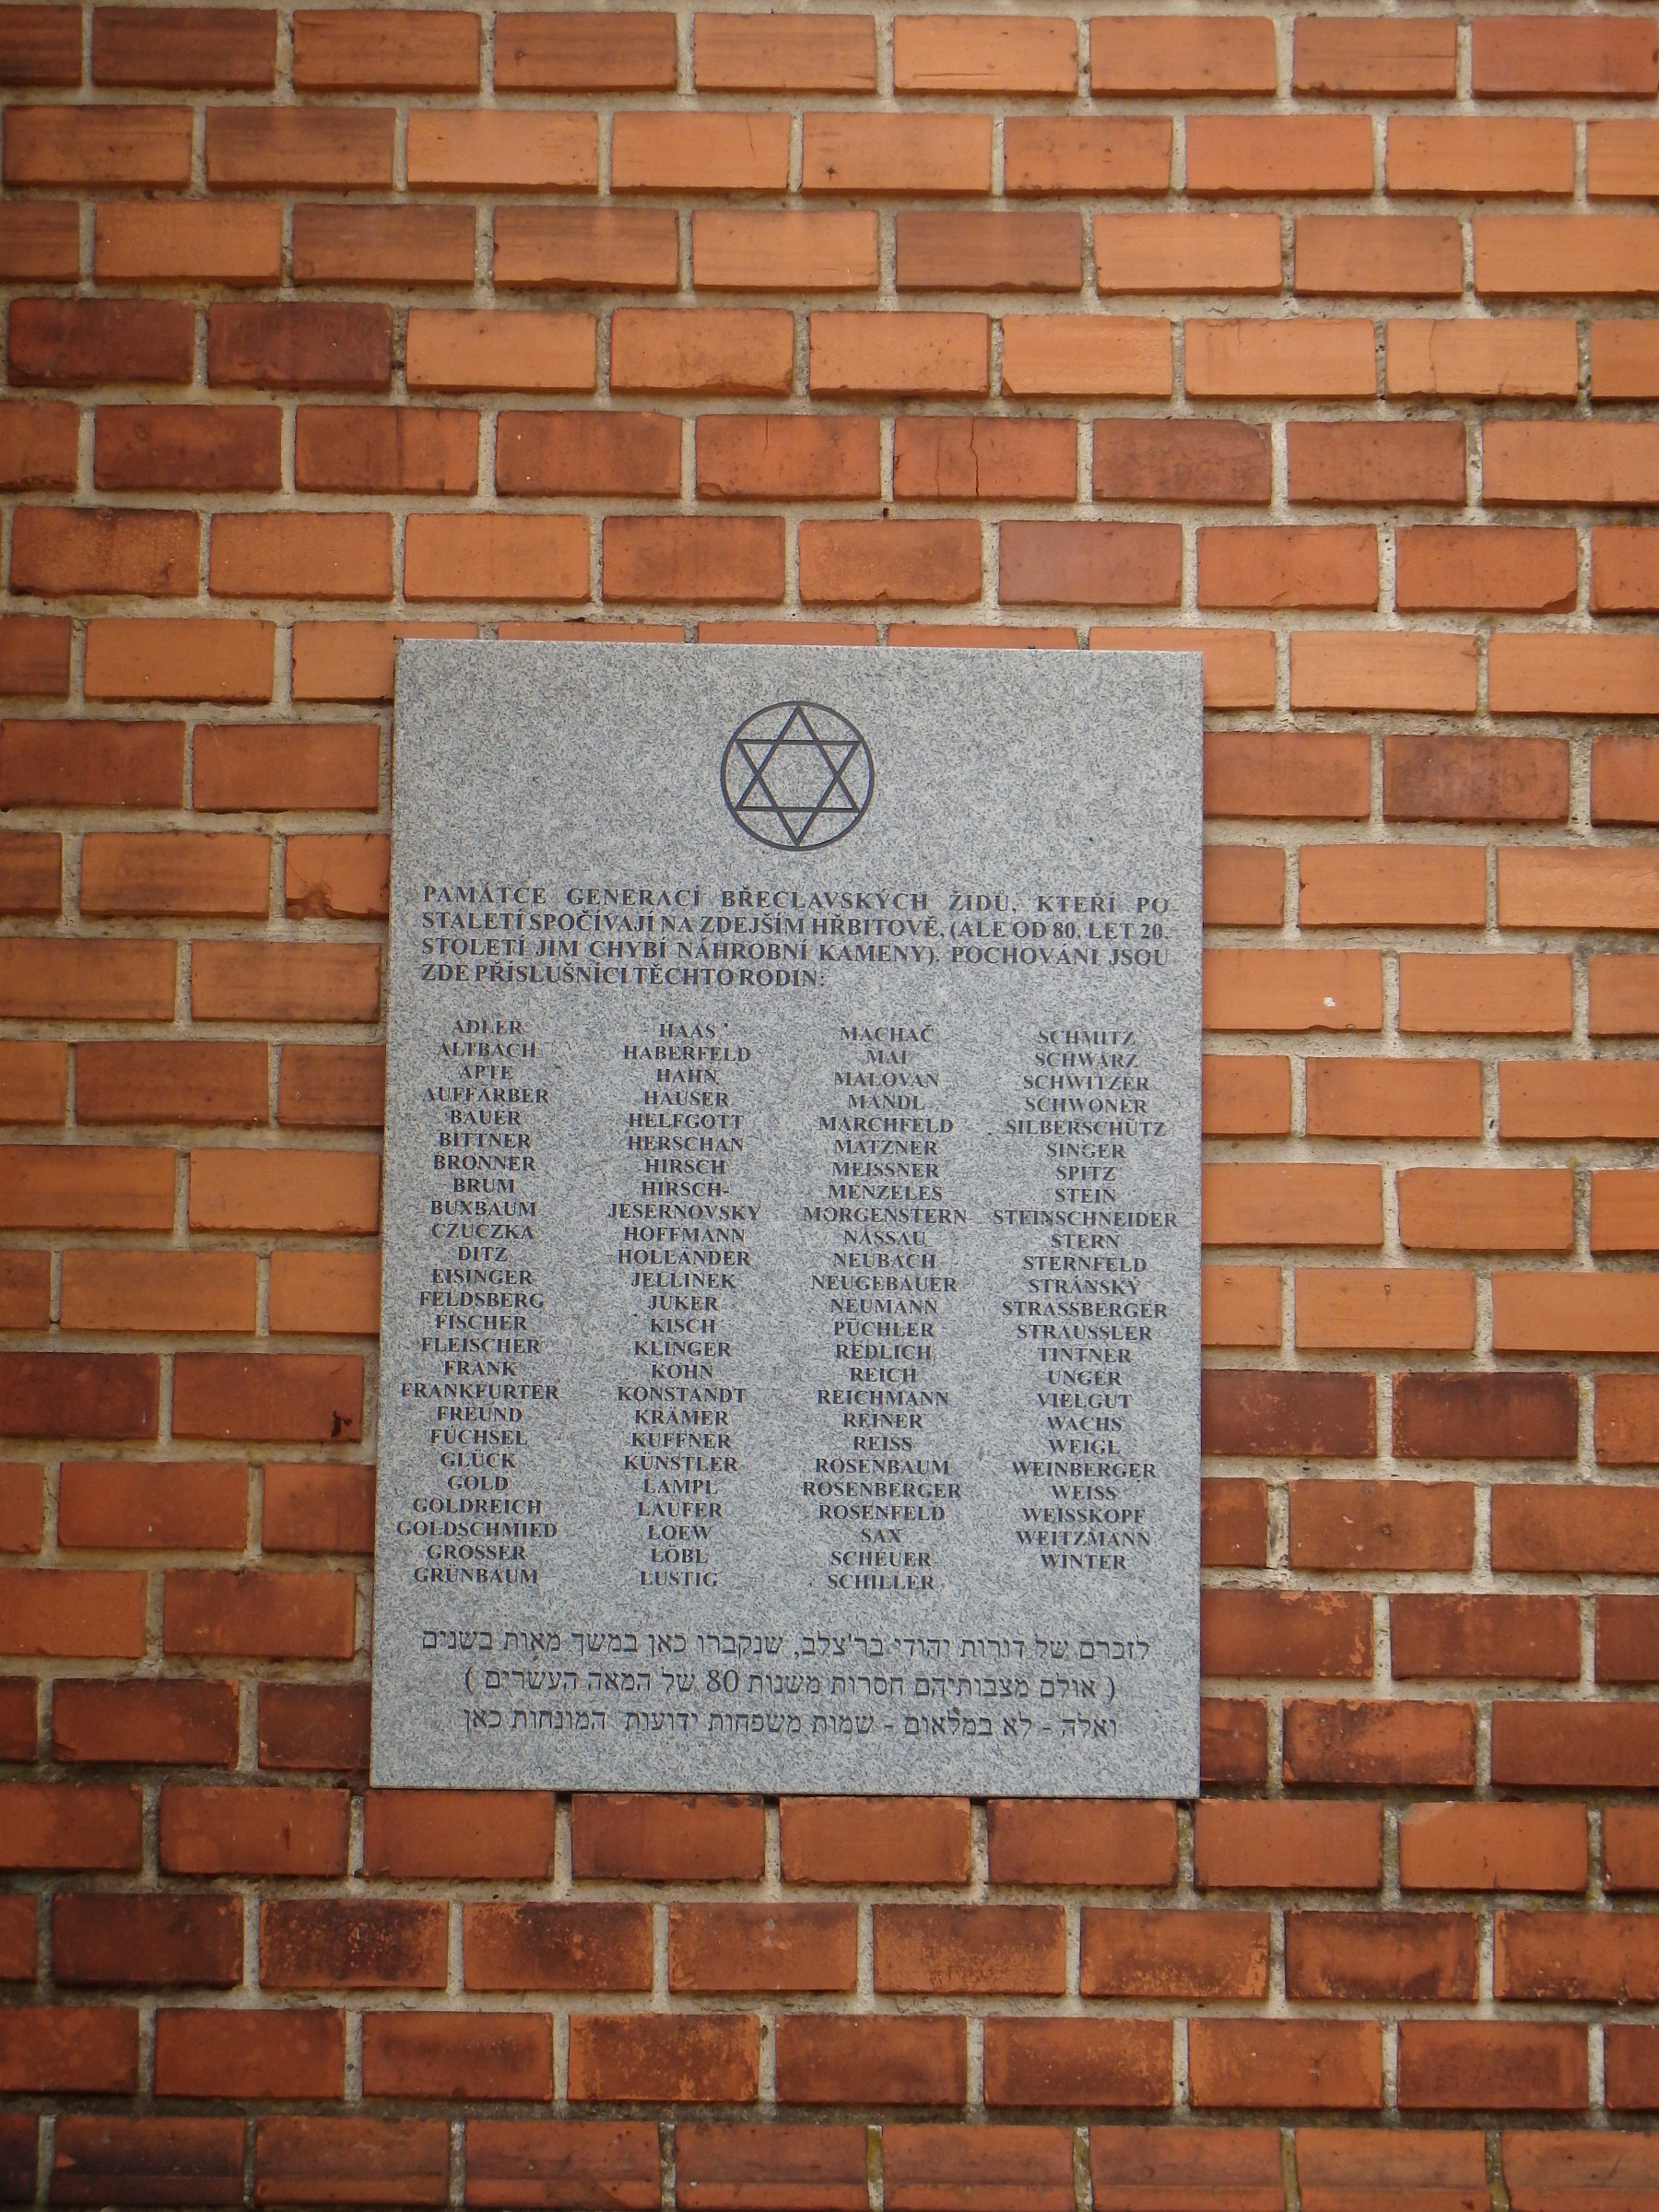 PAMÁTCE GENERACÍ BŘECLAVSKÝCH ŽIDŮ, KTEŘÍ PO
STALETÍ SPOČÍVAJÍ NA ZDEJŠÍM HŘBITOVĚ, (ALE OD 80. LET 20.
STOLETÍ JIM CHYBÍ NÁHROBNÍ KAMENY). POCHOVÁNI JSOU
ZDE PŘÍSLUŠNÍCI TĚCHTO RODIN:
ADLER
ALTBACH
APTE
AUFFÄRBER
BAUER
BITTNER
BRONNER
BRUM
BUXBAUM
CZUCZKA
DITZ
EISINGER
FELDSBERG
FISCHER
FLEISCHER
FRANK
FRANKFURTER
FREUND
FÜCHSEL
GLÜCK
GOLD
GOLDREICH
GOLDSCHMIED
GROSSER
GRÜNBAUM
HAAS
HABERFELD
HAHN
HAUSER
HELFGOTT
HERSCHAN
HIRSCH
HIRSCH-
JESERNOVSKY
HOFFMANN
HOLLÄNDER
JELLINEK
JUKER
KISCH
KLINGER
KOHN
KONSTANDT
KRÄMER
KUFFNER
KÜNSTLER
LAMPL
LAUFER
LOEW
LÖBL
LUSTIG
MACHAČ
MAI
MALOVAN
MANDL
MARCHFELD
MATZNER
MEISSNER
MENZELES
MORGENSTERN
NASSAU
NEUBACH
NEUGEBAUER
NEUMANN
PÜCHLER
REDLICH
REICH
REICHMANN
REINER
REISS
ROSENBAUM
ROSENBERGER
ROSENFELD
SAX
SCHEUER
SCHILLER
SCHMITZ
SCHWARZ
SCHWITZER
SCHWONER
SILBERSCHÜTZ
SINGER
SPITZ
STEIN
STEINSCHNEIDER
STERN
STERNFELD
STRÁNSKÝ
STRASSBERGER
STRAUSSLER
TINTNER
UNGER
VIELGUT
WACHS
WEIGL
WEINBERGER
WEISS
WEISSKOPF
WEITZMANN
WINTER
לזכרם של דורות יהודי בר'צלב, שנקברו כאן במשך מאות בשנים
( אולם מצבותיהם חסרות משנות 80 של המאה העשרים )
ואלה - לא במלאום - שמות משפחות ידועות המונחות כאן